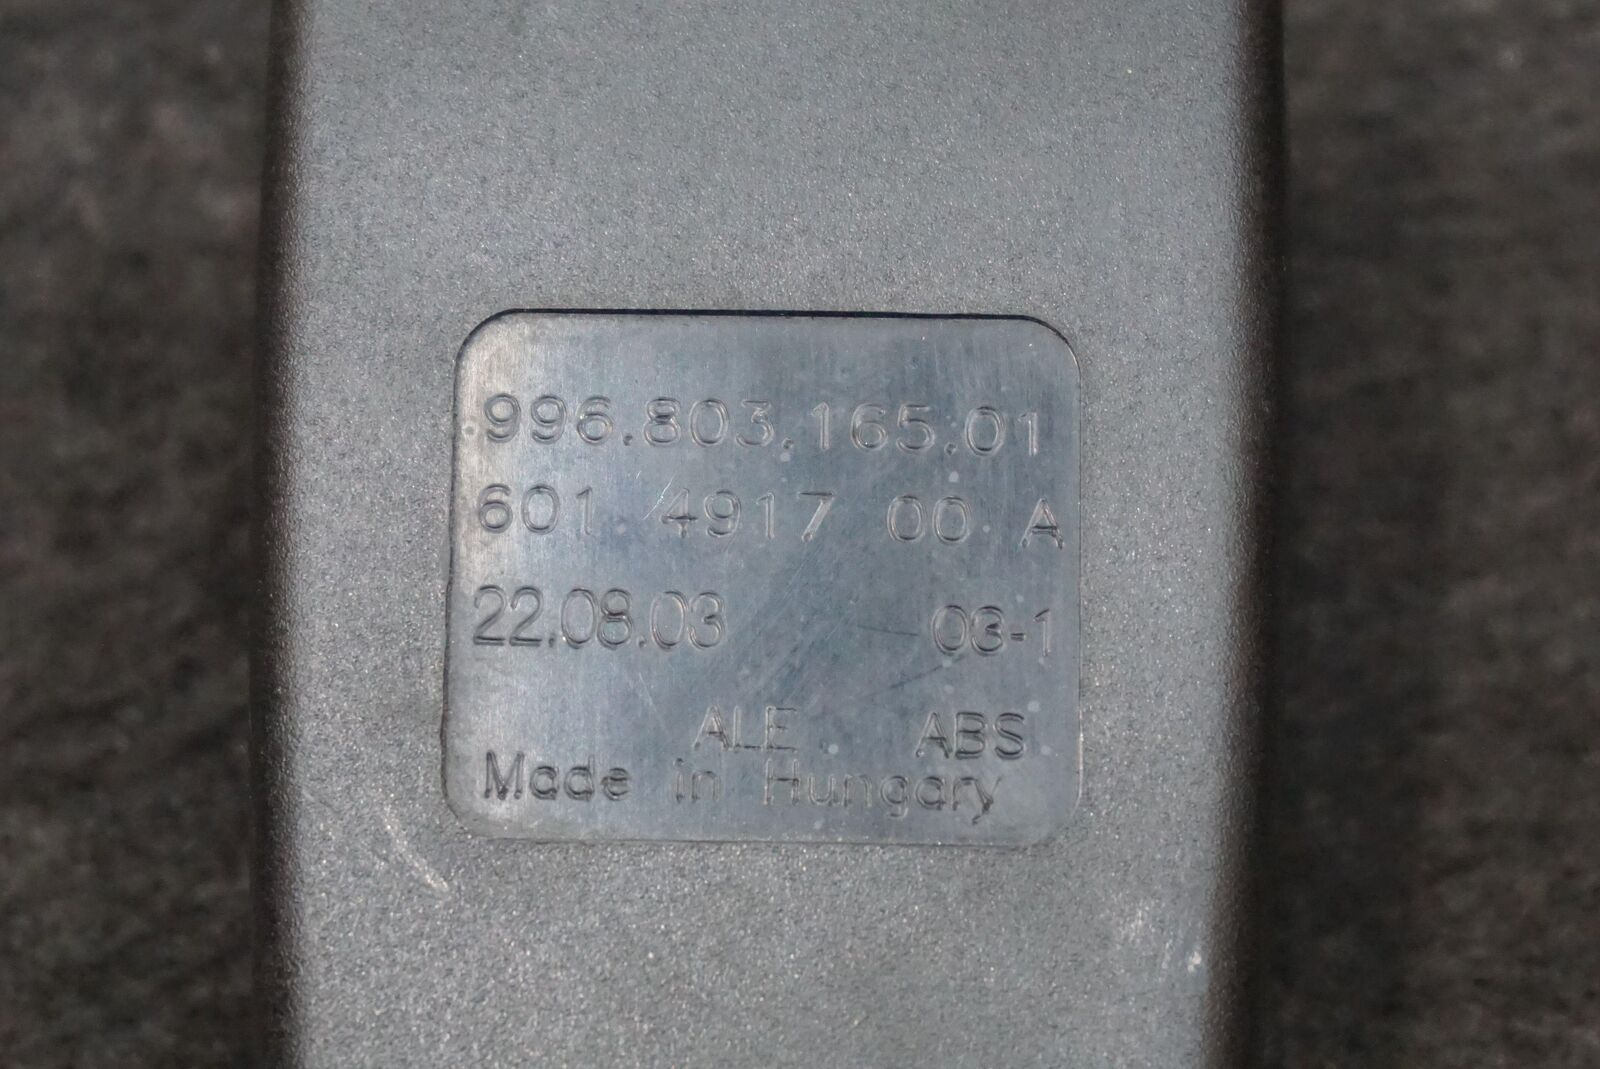 996.803.165.01
601 4917 00 A
22.08.03 03-1
ALE ABS
Made in Hungary